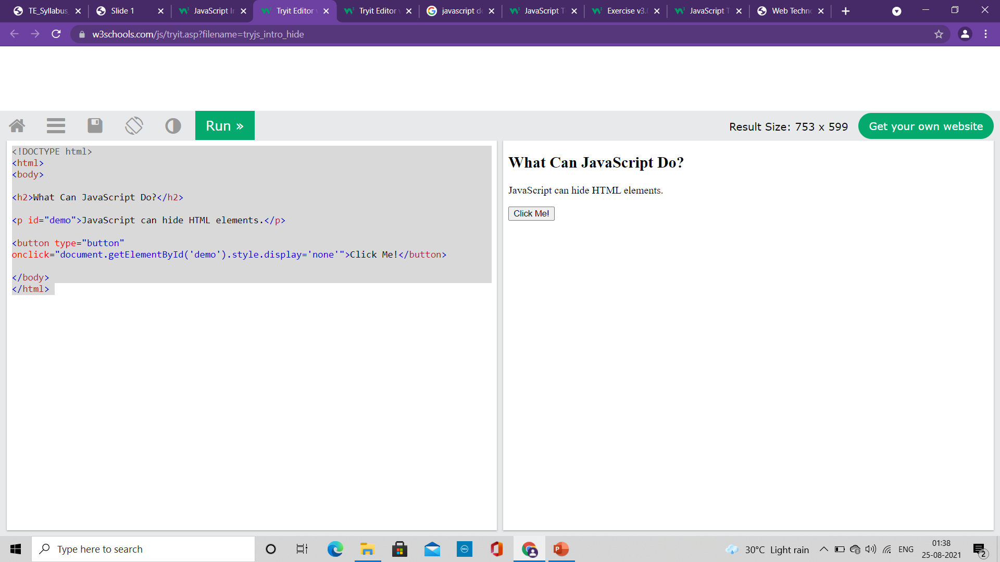 TE_Syllabus_
Slide 1
JavaScript I
Tryit Editor
Tryit Editor
javascript d
JavaScript T
Exercise v3.
JavaScript T
Web Techn
w3schools.com/js/tryit.asp?filename=tryjs_intro_hide
Run »
Result Size: 753 x 599
Get your own website
<!DOCTYPE html>
<html>
<body>
<h2>What Can JavaScript Do?</h2>
<p id="demo">JavaScript can hide HTML elements.</p>
<button type="button"
onclick="document.getElementById('demo').style.display='none'">Click Me!</button>
</body>
</html>
What Can JavaScript Do?
JavaScript can hide HTML elements.
Click Me!
Type here to search
30°C Light rain
ENG
01:38
25-08-2021
2